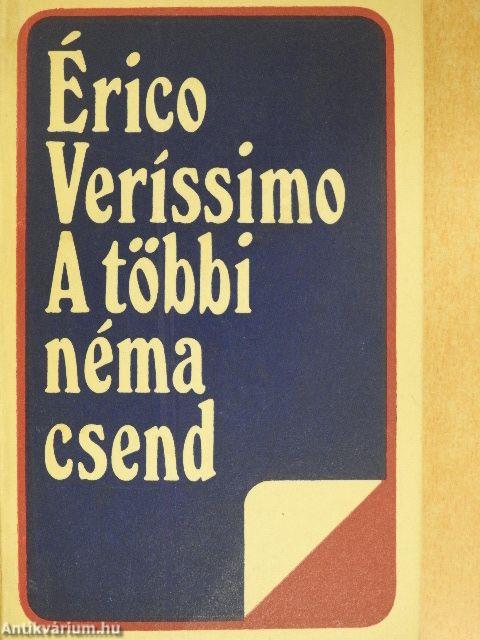 Érico
Veríssimo
A többi
néma
csend
Antikvárium.hu